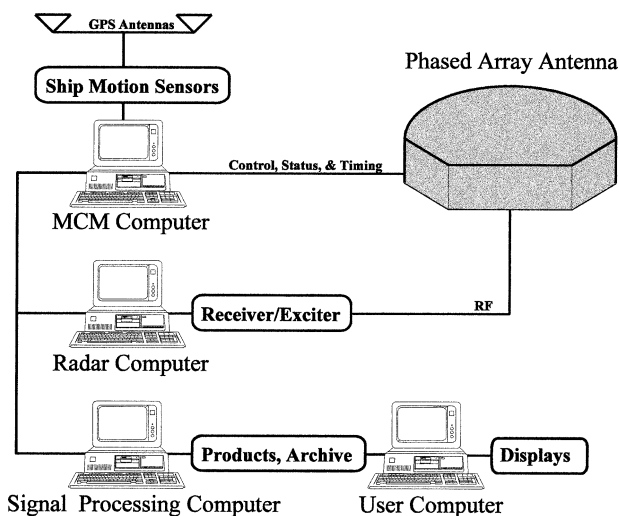 GPS Antennas
Ship Motion Sensors
Phased Array Antenna
Control, Status, & Timing
MCM Computer
Receiver/Exciter
RF
Radar Computer
Products, Archive
Displays
Signal Processing Computer
User Computer